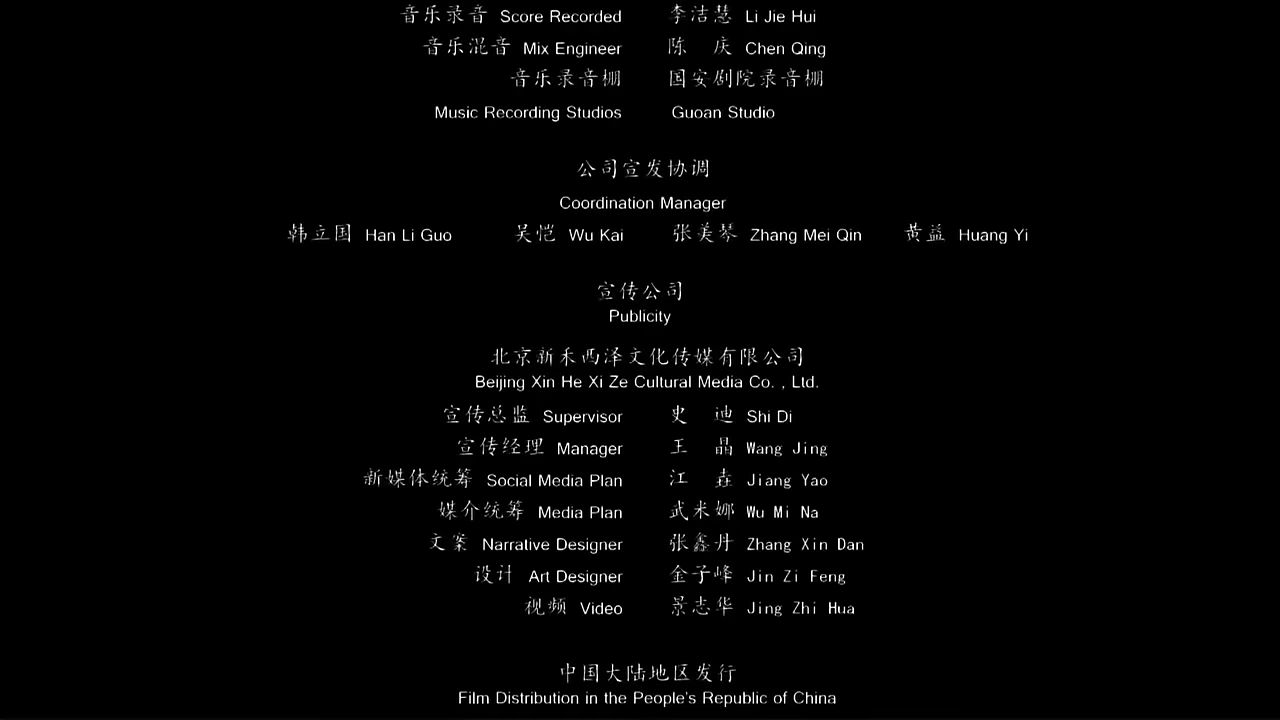 音乐录音 Score Recorded 李洁慧 Li Jie Hui
音乐混音 Mix Engineer 陈 庆 Chen Qing
音乐录音棚 国安剧院录音棚
Music Recording Studios Guoan Studio
公司宣发协调
Coordination Manager
韩立国 Han Li Guo 吴恺 Wu Kai 张美琴 Zhang Mei Qin 黄益 Huang Yi
宣传公司
Publicity
北京新禾西泽文化传媒有限公司
Beijing Xin He Xi Ze Cultural Media Co. , Ltd.
宣传总监 Supervisor 史 迪 Shi Di
宣传经理 Manager 王 晶 Wang Jing
新媒体统筹 Social Media Plan 江 垚 Jiang Yao
媒介统筹 Media Plan 武米娜 Wu Mi Na
文案 Narrative Designer 张鑫丹 Zhang Xin Dan
设计 Art Designer 金子峰 Jin Zi Feng
视频 Video 景志华 Jing Zhi Hua
中国大陆地区发行
Film Distribution in the People's Republic of China